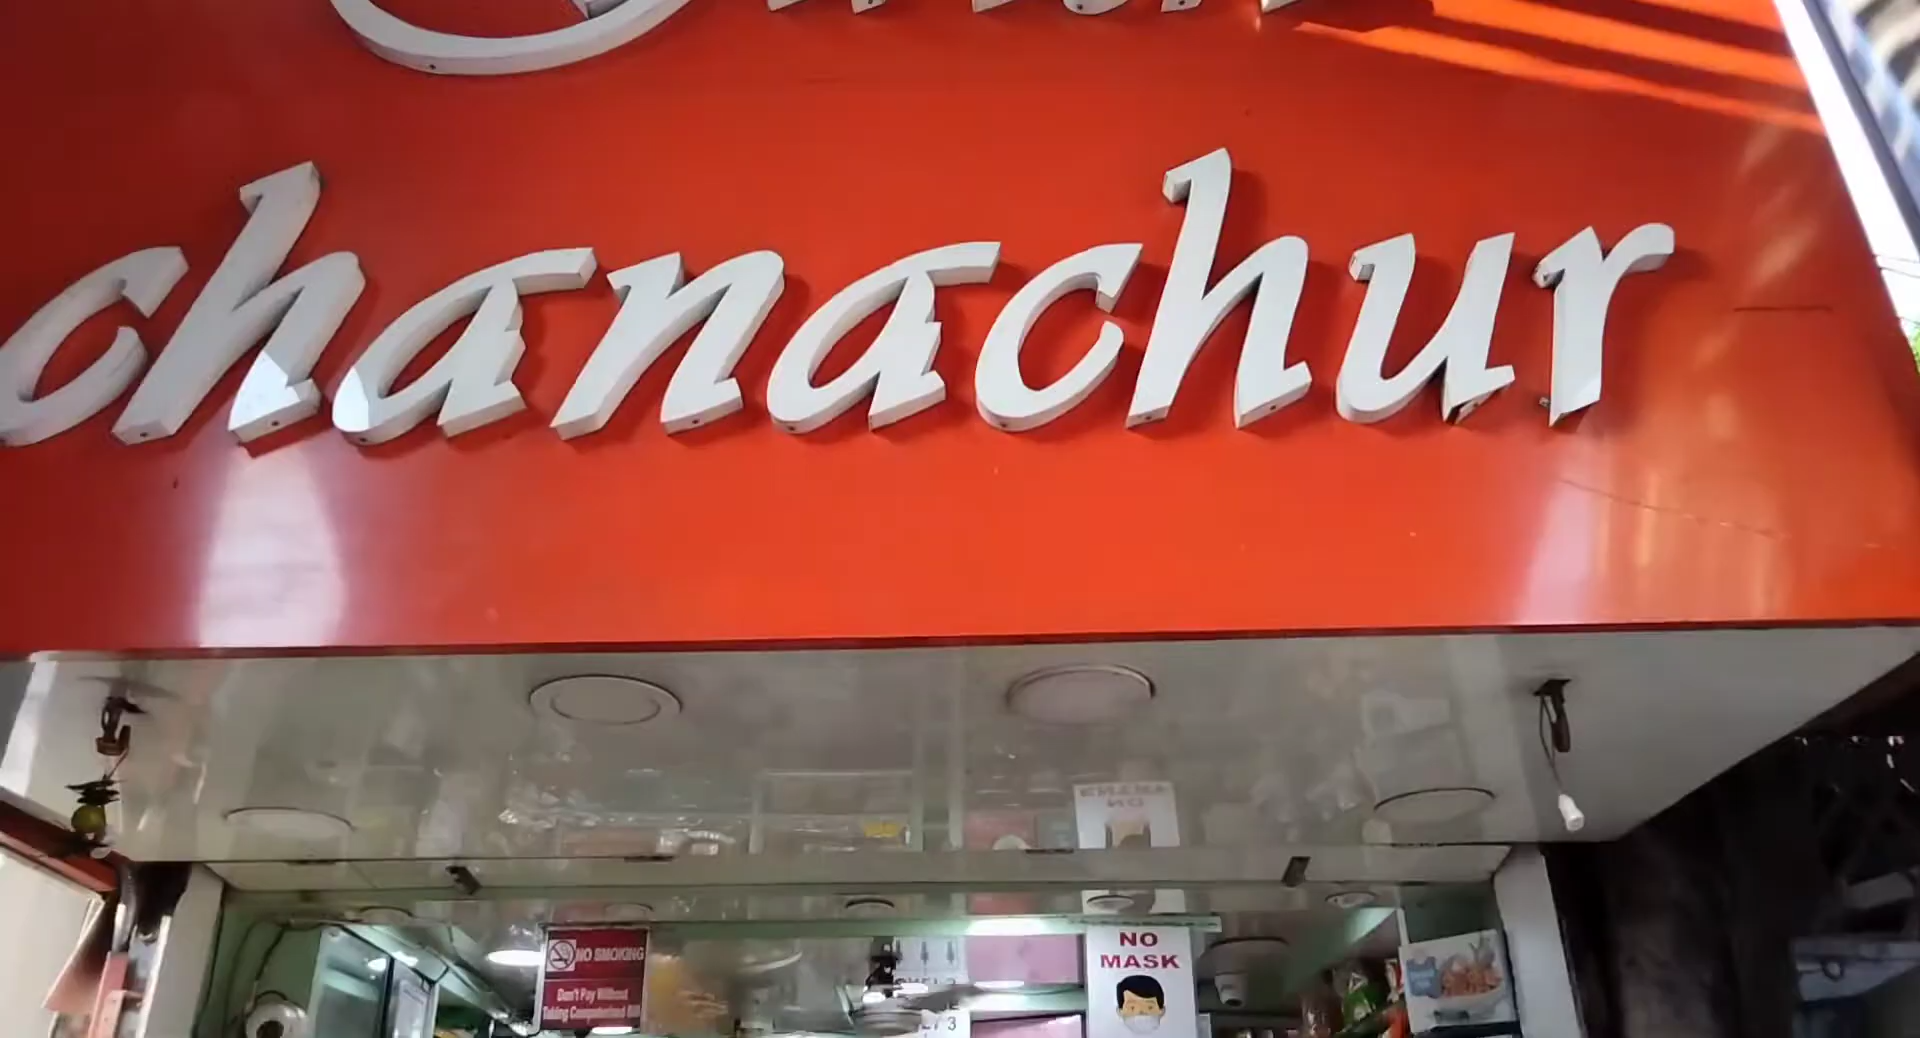 chanachur
NO SMOKING
Don't Pay Without
Taking Computerised Bill
NO
MASK